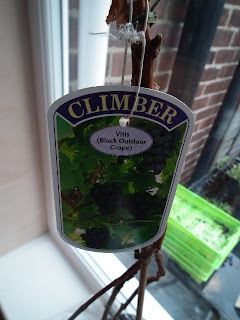 CLIMBER
Vitis
(Black Outdoor
Grape)